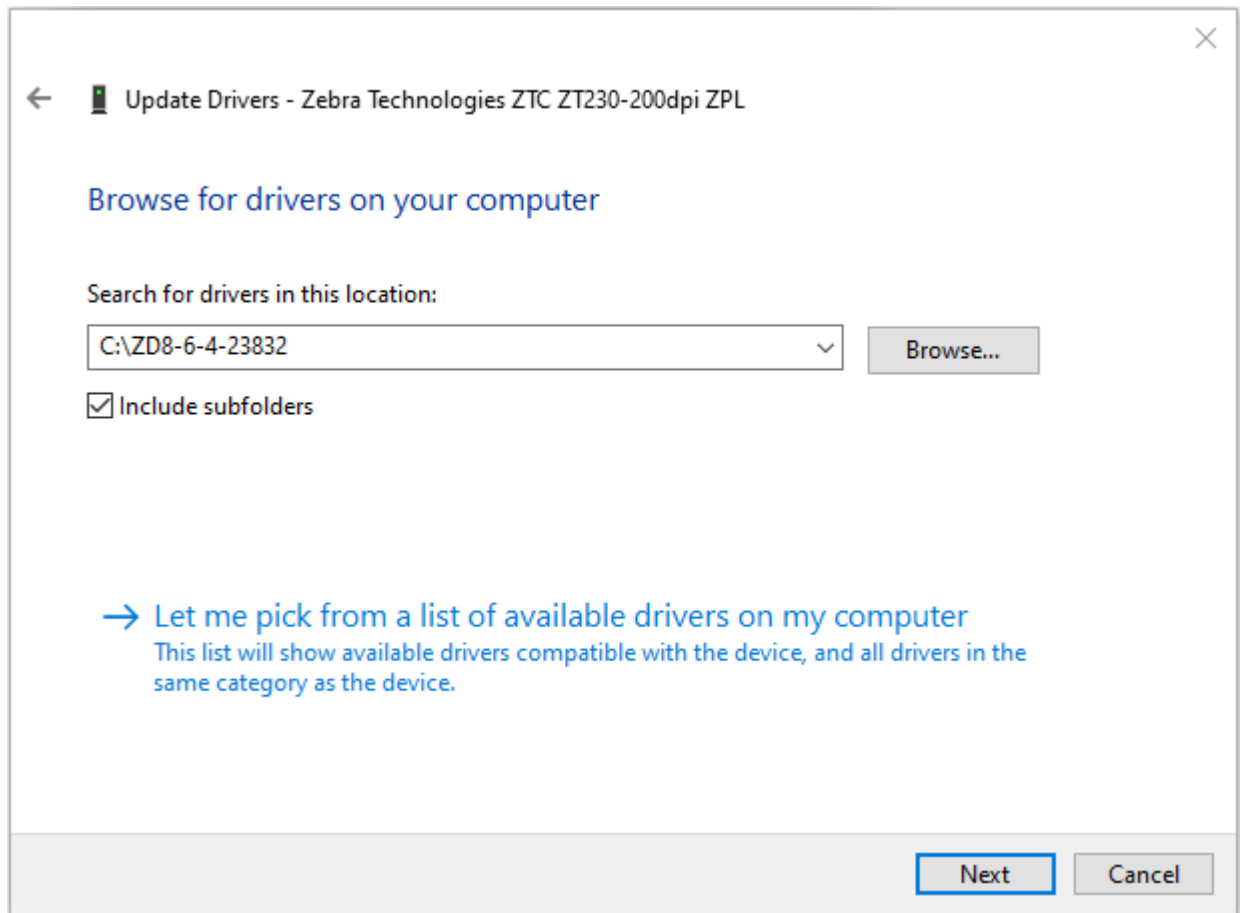 Update Drivers - Zebra Technologies ZTC ZT230-200dpi ZPL
Browse for drivers on your computer
Search for drivers in this location:
C:\ZD8-6-4-23832
Browse...
Include subfolders
Let me pick from a list of available drivers on my computer
This list will show available drivers compatible with the device, and all drivers in the
same category as the device.
Next
Cancel